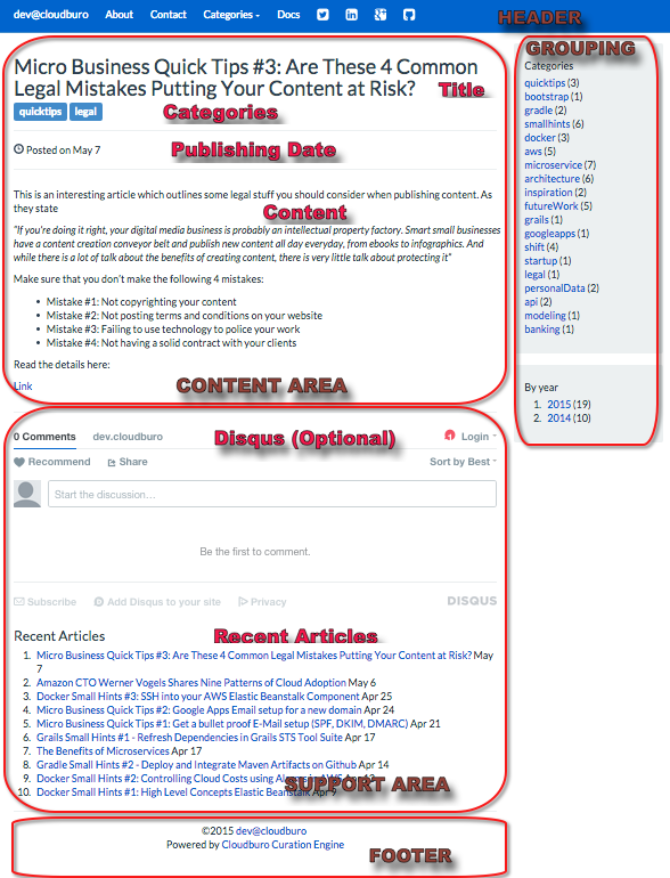 dev@cloudburo About Contact Categories Docs
HEADER
Micro Business Quick Tips #3: Are These 4 Common
Legal Mistakes Putting Your Content at Risk?
Title
quicktips legal
Categories
Posted on May 7
Publishing Date
This is an interesting article which outlines some legal stuff you should consider when publishing content. As
they state
Content
"If you're doing it right, your digital media business is probably an intellectual property factory. Smart small businesses
have a content creation conveyor belt and publish new content all day everyday, from ebooks to infographics. And
while there is a lot of talk about the benefits of creating content, there is very little talk about protecting it"
Make sure that you don't make the following 4 mistakes:
• Mistake #1: Not copyrighting your content
• Mistake #2: Not posting terms and conditions on your website
• Mistake #3: Failing to use technology to police your work
• Mistake #4: Not having a solid contract with your clients
Read the details here:
Link
CONTENT AREA
GROUPING
Categories
quicktips (3)
bootstrap (1)
gradle (2)
smallhints (6)
docker (3)
aws (5)
microservice (7)
architecture (6)
inspiration (2)
futureWork (5)
grails (1)
googleapps (1)
shift (4)
startup (1)
legal (1)
personalData (2)
api (2)
modeling (1)
banking (1)
By year
1. 2015 (19)
2. 2014 (10)
0 Comments dev.cloudburo
Disqus (Optional)
Login
Recommend Share Sort by Best
Start the discussion...
Be the first to comment.
Subscribe Add Disqus to your site Privacy DISQUS
Recent Articles
Recent Articles
1. Micro Business Quick Tips #3: Are These 4 Common Legal Mistakes Putting Your Content at Risk? May
7
2. Amazon CTO Werner Vogels Shares Nine Patterns of Cloud Adoption May 6
3. Docker Small Hints #3: SSH into your AWS Elastic Beanstalk Component Apr 25
4. Micro Business Quick Tips #2: Google Apps Email setup for a new domain Apr 24
5. Micro Business Quick Tips #1: Get a bullet proof E-Mail setup (SPF, DKIM, DMARC) Apr 21
6. Grails Small Hints #1 - Refresh Dependencies in Grails STS Tool Suite Apr 17
7. The Benefits of Microservices Apr 17
8. Gradle Small Hints #2 - Deploy and Integrate Maven Artifacts on Github Apr 14
9. Docker Small Hints #2: Controlling Cloud Costs using
10. Docker Small Hints #1: High Level Concepts Elastic Beanstalk Apr 9
SUPPORT AREA
©2015 dev@cloudburo
Powered by Cloudburo Curation Engine
FOOTER